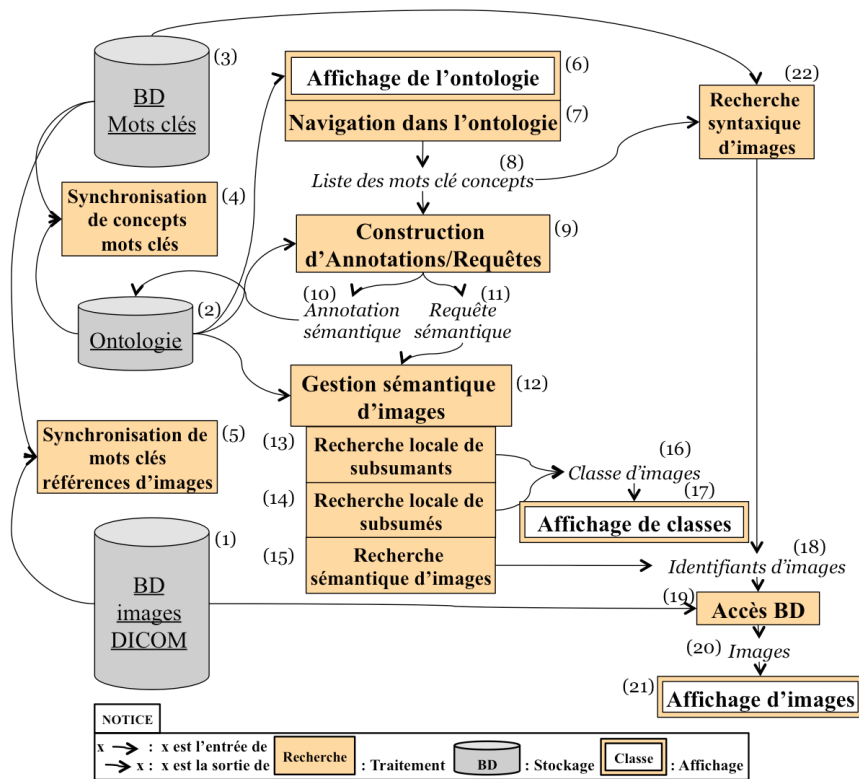 (3)
BD
Mots clés
(6)
Affichage de l'ontologie
Navigation dans l'ontologie
(7)
(22)
Recherche
syntaxique
d'images
(8)
Liste des mots clé concepts
Synchronisation
de concepts
mots clés
(4)
Construction
d'Annotations/Requêtes
(9)
(2)
Ontologie
(10)
Annotation
sémantique
(11)
Requête
sémantique
Gestion sémantique
d'images
(12)
Synchronisation de
mots clés
références d'images
(5)
(13)
Recherche locale de
subsumants
(14)
Recherche locale de
subsumés
(15)
Recherche
sémantique d'images
(16)
Classe d'images
(17)
Affichage de classes
(1)
BD
images
DICOM
(18)
Identifiants d'images
(19)
Accès BD
(20)
Images
(21)
Affichage d'images
NOTICE
x : x est l'entrée de
x : x est la sortie de
Recherche
: Traitement
BD
: Stockage
Classe
: Affichage